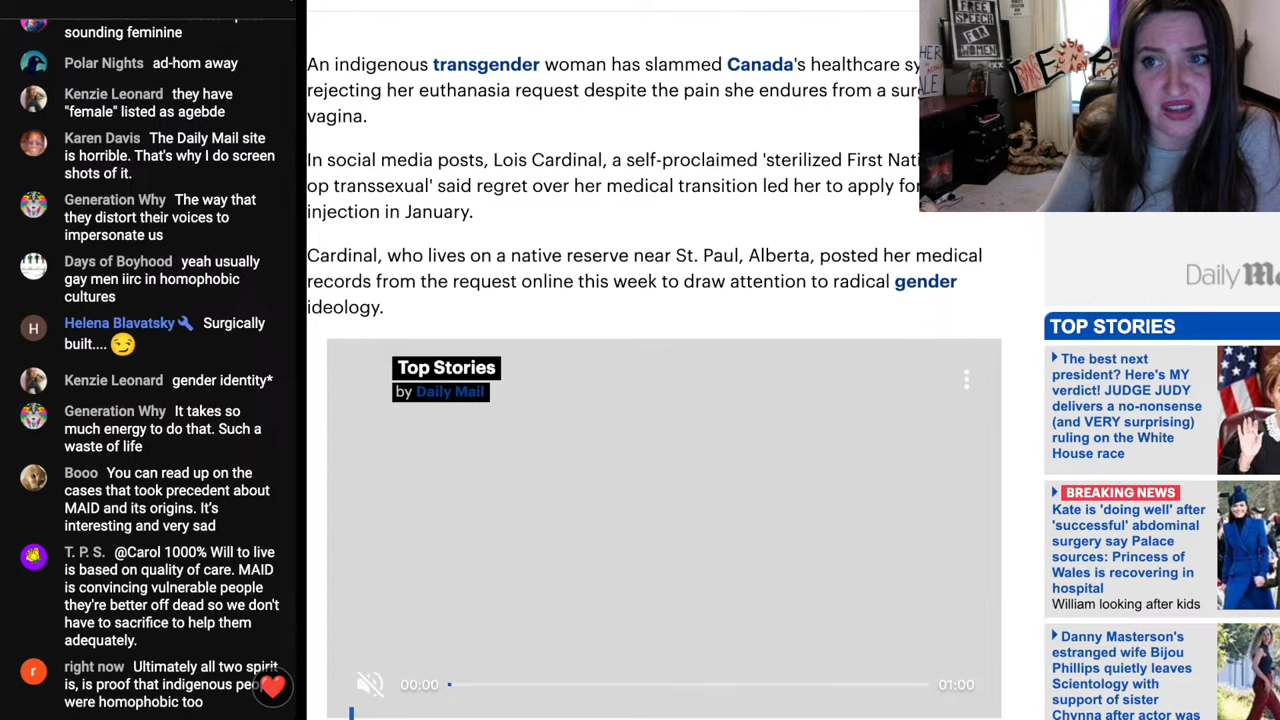 sounding feminine
Polar Nights ad-hom away
Kenzie Leonard they have
"female" listed as agebde
Karen Davis The Daily Mail site
is horrible. That's why I do screen
shots of it.
Generation Why The way that
they distort their voices to
impersonate us
Days of Boyhood yeah usually
gay men iirc in homophobic
cultures
Helena Blavatsky Surgically
built.... 😏
H
Kenzie Leonard gender identity*
Generation Why It takes so
much energy to do that. Such a
waste of life
Booo You can read up on the
cases that took precedent about
MAID and its origins. It's
interesting and very sad
T. P. S. @Carol 1000% Will to live
is based on quality of care. MAID
is convincing vulnerable people
they're better off dead so we don't
have to sacrifice to help them
adequately.
r
right now Ultimately all two spirit
is, is proof that indigenous
were homophobic too
An indigenous transgender woman has slammed Canada's healthcare
rejecting her euthanasia request despite the pain she endures from a
vagina.
In social media posts, Lois Cardinal, a self-proclaimed 'sterilized First
op transsexual' said regret over her medical transition led her to apply
injection in January.
Cardinal, who lives on a native reserve near St. Paul, Alberta, posted her medical
records from the request online this week to draw attention to radical gender
ideology.
Top Stories
by Daily Mail
00:00
01:00
FREE
SPEECH
FOR
WOMEN
HER
Daily
TOP STORIES
The best next
president? Here's MY
verdict! JUDGE JUDY
delivers a no-nonsense
(and VERY surprising)
ruling on the White
House race
BREAKING NEWS
Kate is 'doing well' after
'successful' abdominal
surgery say Palace
sources: Princess of
Wales is recovering in
hospital
William looking after kids
Danny Masterson's
estranged wife Bijou
Phillips quietly leaves
Scientology with
support of sister
Chynna after actor was